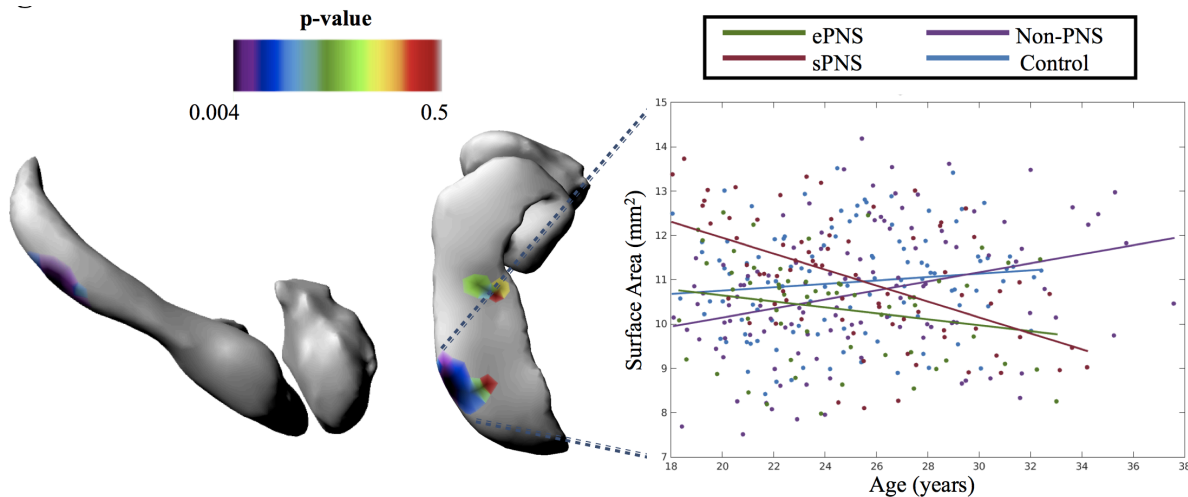 p-value
0.004 0.5
ePNS Non-PNS
sPNS Control
15
14
13
12
11
10
9
8
7
Surface Area (mm²)
18 20 22 24 26 28 30 32 34 36 38
Age (years)